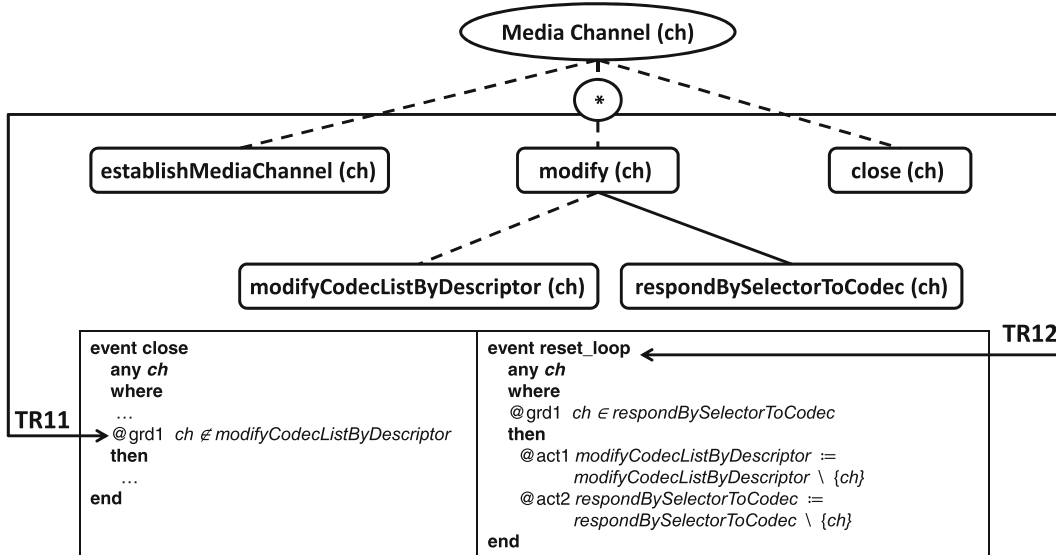 Media Channel (ch)
*
establishMediaChannel (ch)
modify (ch)
close (ch)
modifyCodecListByDescriptor (ch)
respondBySelectorToCodec (ch)
TR12
TR11
event close
any ch
where
...
@grd1 ch ∉ modifyCodecListByDescriptor
then
...
end
event reset_loop
any ch
where
@grd1 ch ∈ respondBySelectorToCodec
then
@act1 modifyCodecListByDescriptor :=
modifyCodecListByDescriptor \ {ch}
@act2 respondBySelectorToCodec :=
respondBySelectorToCodec \ {ch}
end